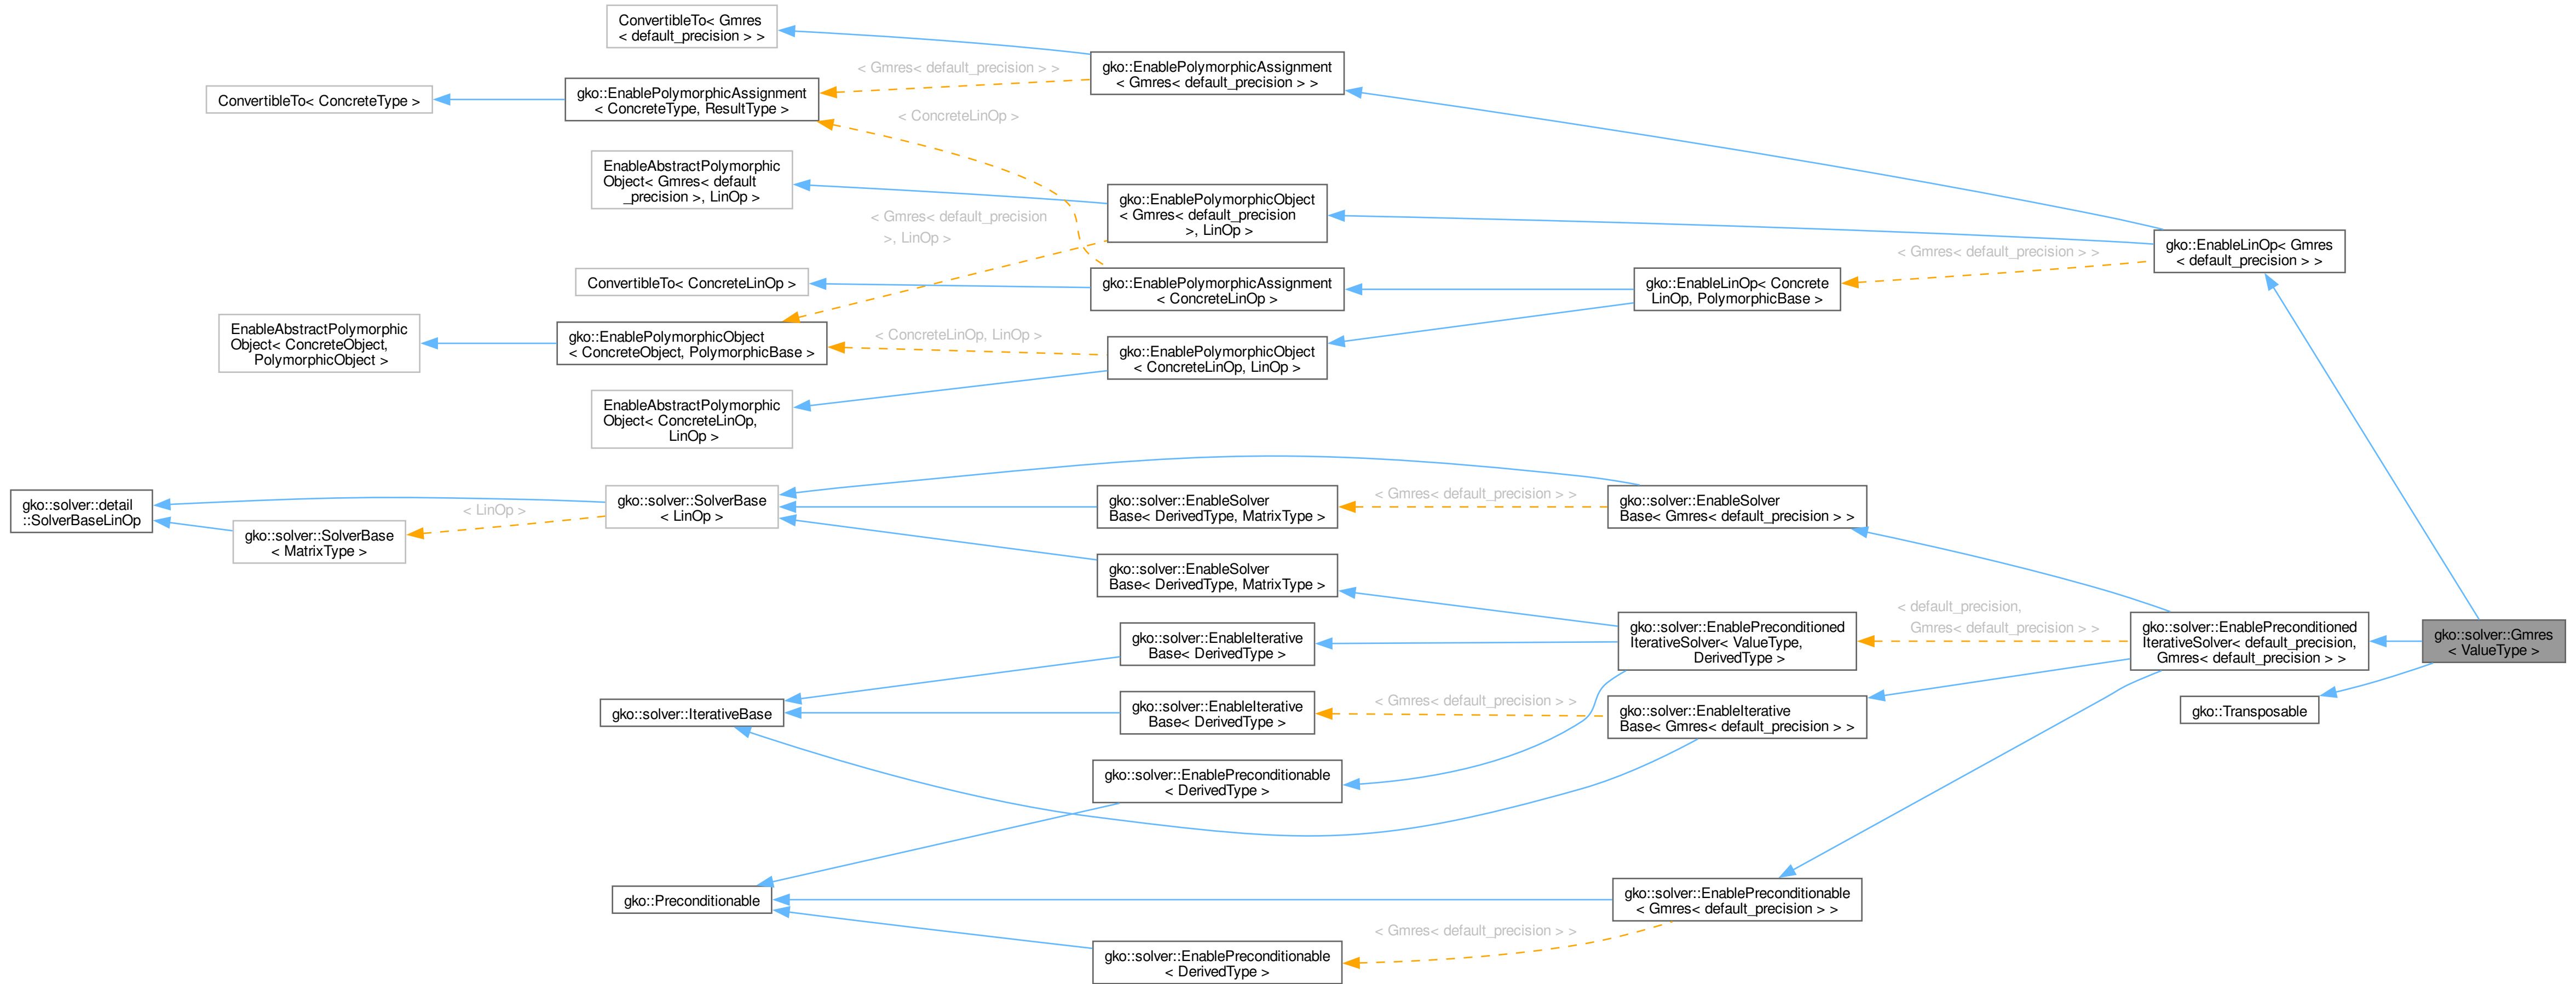 ConvertibleTo< Gmres
< default_precision > >
gko::EnablePolymorphicAssignment
< Gmres< default_precision > >
< Gmres< default_precision > >
ConvertibleTo< ConcreteType >
gko::EnablePolymorphicAssignment
< ConcreteType, ResultType >
< ConcreteLinOp >
EnableAbstractPolymorphic
Object< Gmres< default
_precision >, LinOp >
gko::EnablePolymorphicObject
< Gmres< default_precision
>, LinOp >
< Gmres< default_precision
>, LinOp >
gko::EnableLinOp< Gmres
< default_precision > >
< Gmres< default_precision > >
ConvertibleTo< ConcreteLinOp >
gko::EnablePolymorphicAssignment
< ConcreteLinOp >
gko::EnableLinOp< Concrete
LinOp, PolymorphicBase >
EnableAbstractPolymorphic
Object< ConcreteObject,
PolymorphicObject >
gko::EnablePolymorphicObject
< ConcreteObject, PolymorphicBase >
< ConcreteLinOp, LinOp >
gko::EnablePolymorphicObject
< ConcreteLinOp, LinOp >
EnableAbstractPolymorphic
Object< ConcreteLinOp,
LinOp >
gko::solver::detail
::SolverBaseLinOp
gko::solver::SolverBase
< MatrixType >
< LinOp >
gko::solver::SolverBase
< LinOp >
gko::solver::EnableSolver
Base< DerivedType, MatrixType >
< Gmres< default_precision > >
gko::solver::EnableSolver
Base< Gmres< default_precision > >
gko::solver::EnableSolver
Base< DerivedType, MatrixType >
gko::solver::EnableIterative
Base< DerivedType >
gko::solver::EnablePreconditioned
IterativeSolver< ValueType,
DerivedType >
< default_precision,
Gmres< default_precision > >
gko::solver::EnablePreconditioned
IterativeSolver< default_precision,
Gmres< default_precision > >
gko::solver::Gmres
< ValueType >
gko::solver::IterativeBase
gko::solver::EnableIterative
Base< DerivedType >
< Gmres< default_precision > >
gko::solver::EnableIterative
Base< Gmres< default_precision > >
gko::Transposable
gko::solver::EnablePreconditionable
< DerivedType >
gko::Preconditionable
gko::solver::EnablePreconditionable
< Gmres< default_precision > >
< Gmres< default_precision > >
gko::solver::EnablePreconditionable
< DerivedType >